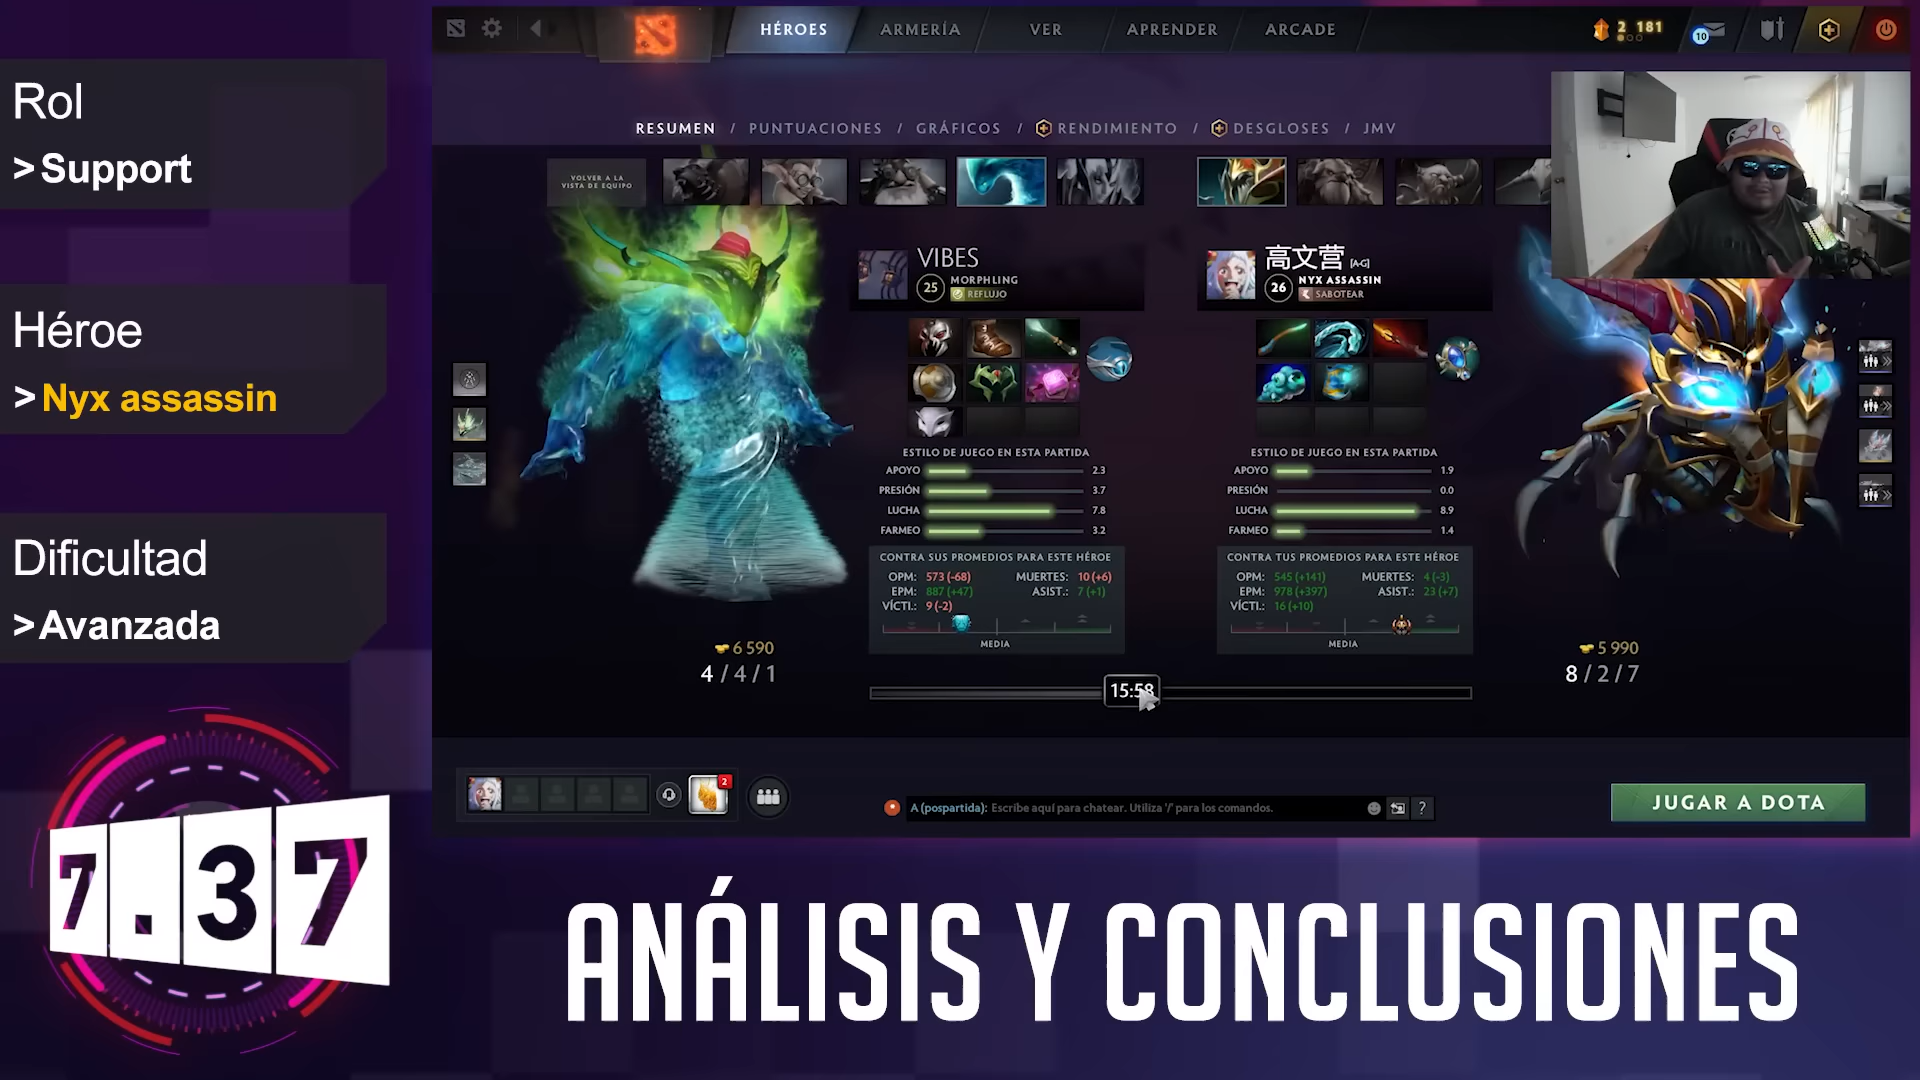 Rol
>Support
Héroe
>Nyx assassin
Dificultad
>Avanzada
7.37
HÉROES
ARMERÍA
VER
APRENDER
ARCADE
2 181
10
RESUMEN / PUNTUACIONES / GRÁFICOS / RENDIMIENTO / DESGLOSES / JMV
VOLVER A LA
VISTA DE EQUIPO
VIBES
25
MORPHLING
REFLUJO
高文营 [A-G]
26
NYX ASSASSIN
SABOTEAR
ESTILO DE JUEGO EN ESTA PARTIDA
APOYO 2.3
PRESIÓN 3.7
LUCHA 7.8
FARMEO 3.2
CONTRA SUS PROMEDIOS PARA ESTE HÉROE
OPM: 573 (-68) MUERTES: 10 (+6)
EPM: 887 (+47) ASIST.: 7 (+1)
VÍCTI.: 9 (-2)
MEDIA
ESTILO DE JUEGO EN ESTA PARTIDA
APOYO 1.9
PRESIÓN 0.0
LUCHA 8.9
FARMEO 1.4
CONTRA TUS PROMEDIOS PARA ESTE HÉROE
OPM: 545 (+141) MUERTES: 4 (-3)
EPM: 978 (+397) ASIST.: 23 (+7)
VÍCTI.: 16 (+10)
MEDIA
6 590
4 / 4 / 1
5 990
8 / 2 / 7
15:58
2
A (pospartida): Escribe aquí para chatear. Utiliza '/' para los comandos.
?
JUGAR A DOTA
ANÁLISIS Y CONCLUSIONES